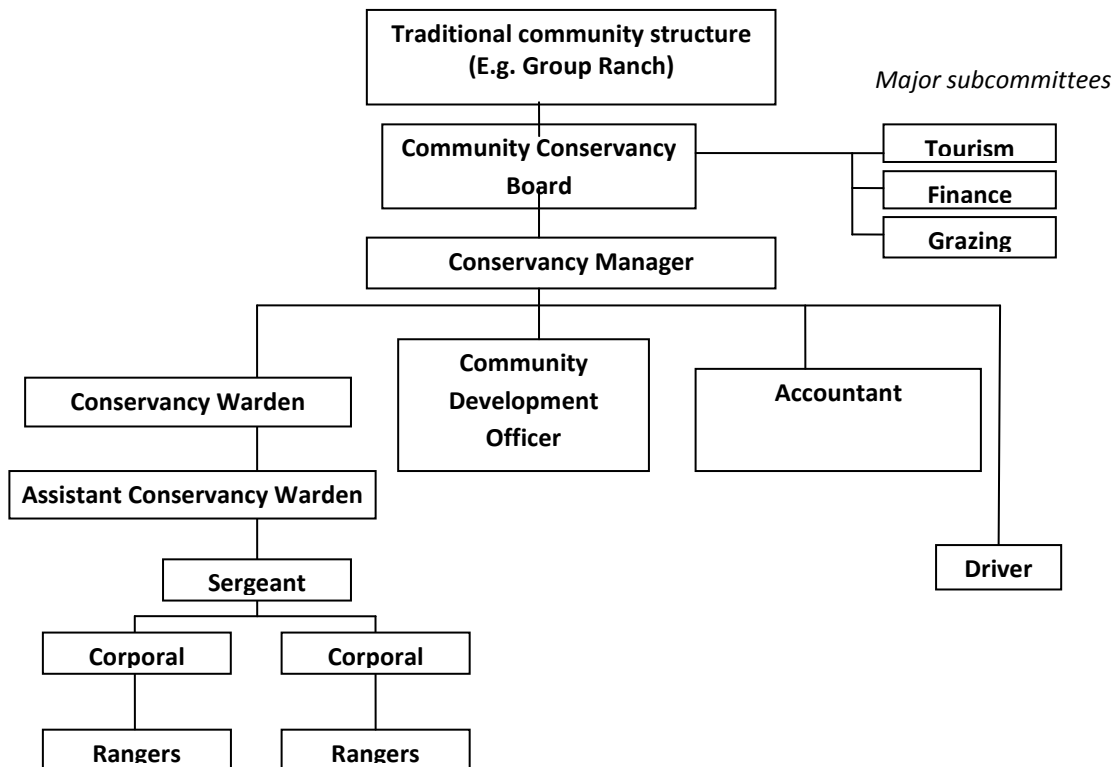 Traditional community structure
(E.g. Group Ranch)
Major subcommittees
Community Conservancy
Board
Tourism
Finance
Grazing
Conservancy Manager
Community
Development
Officer
Accountant
Conservancy Warden
Assistant Conservancy Warden
Sergeant
Driver
Corporal
Corporal
Rangers
Rangers